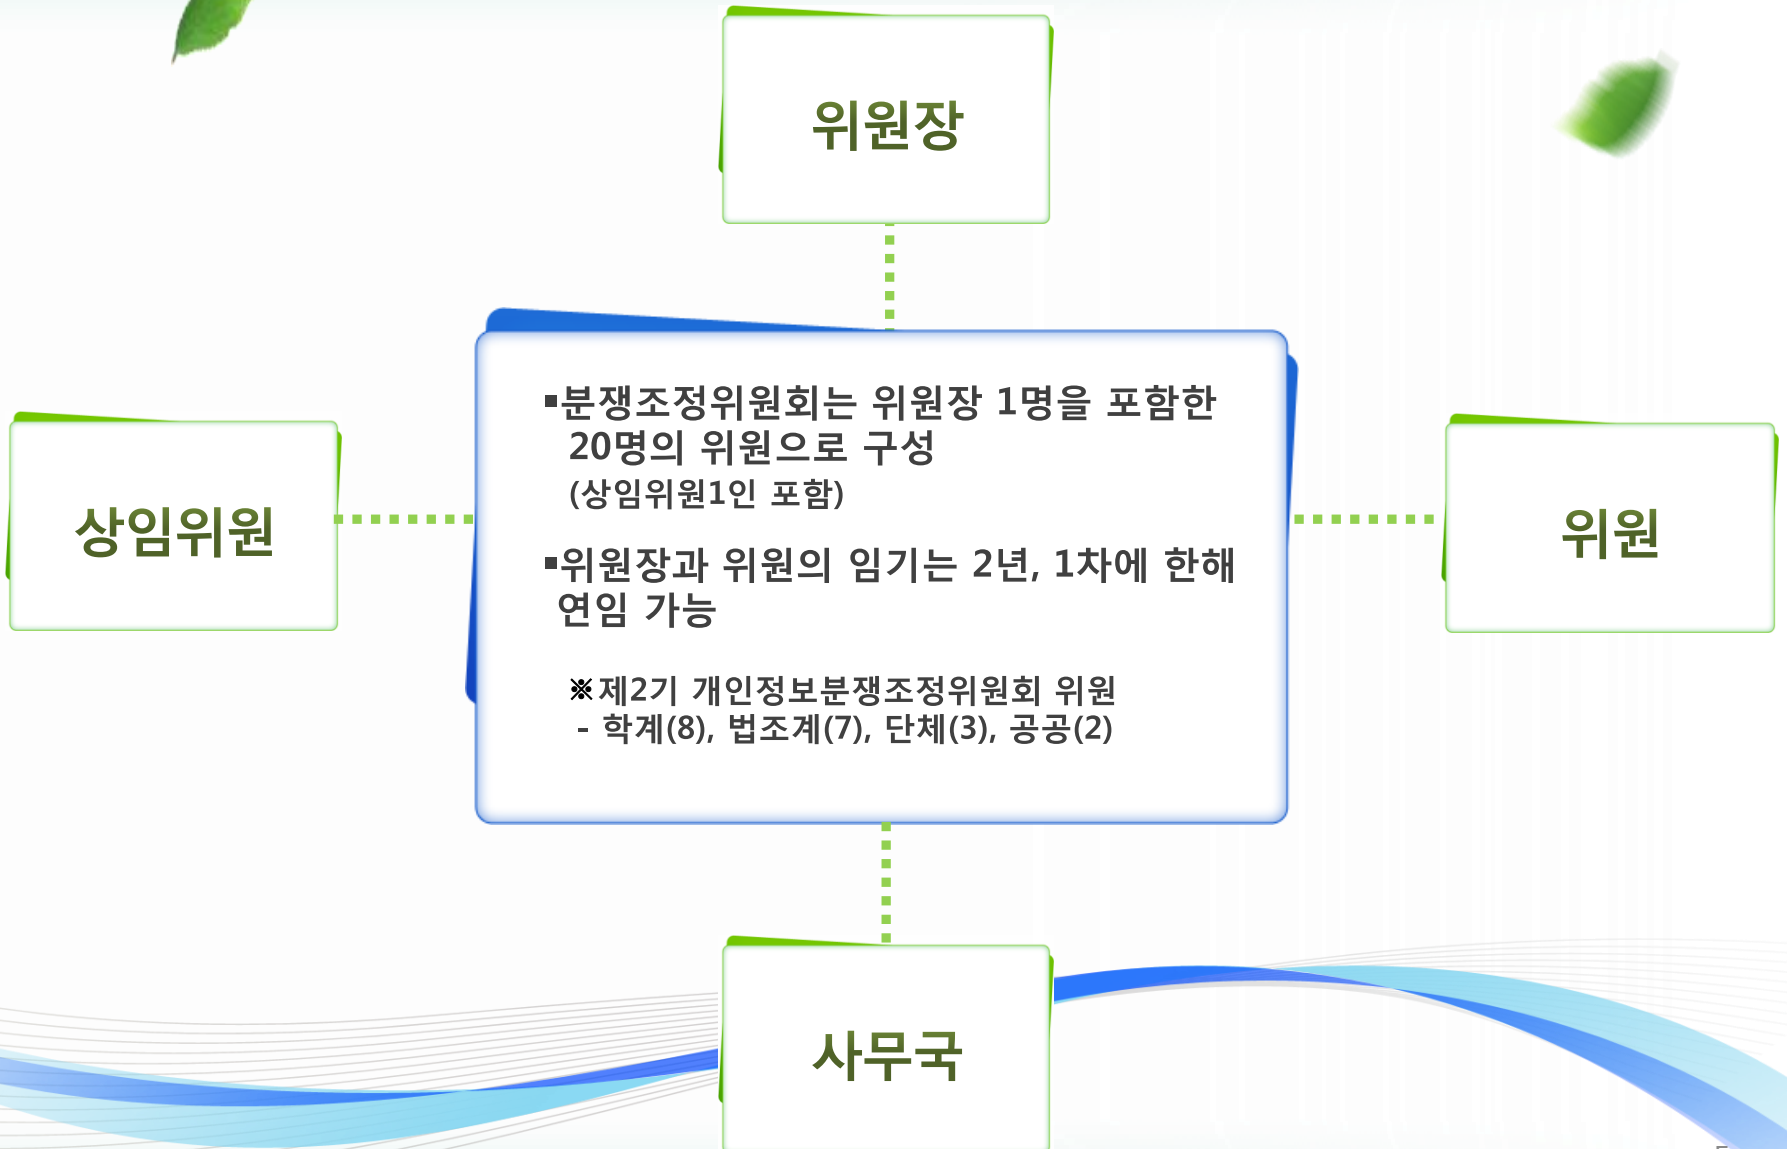 위원장
▪분쟁조정위원회는 위원장 1명을 포함한
20명의 위원으로 구성
(상임위원1인 포함)
상임위원
위원
▪위원장과 위원의 임기는 2년, 1차에 한해
연임 가능
※제2기 개인정보분쟁조정위원회 위원
- 학계(8), 법조계(7), 단체(3), 공공(2)
사무국